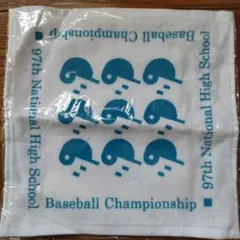 Baseball Championship ■
■ 97th National High School
97th National High School ■
Baseball Championship ■